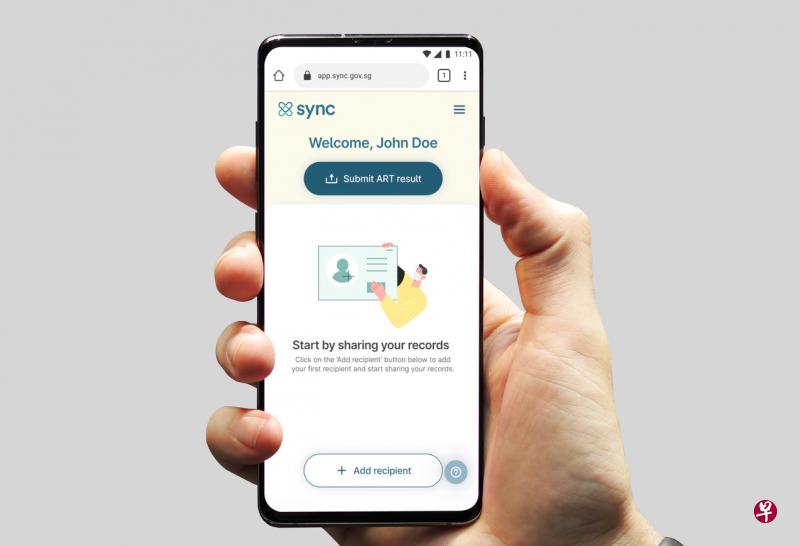 11:11
app.sync.gov.sg
1
sync
Welcome, John Doe
Submit ART result
Start by sharing your records
Click on the 'Add recipient' button below to add
your first recipient and start sharing your records.
+ Add recipient
?
早